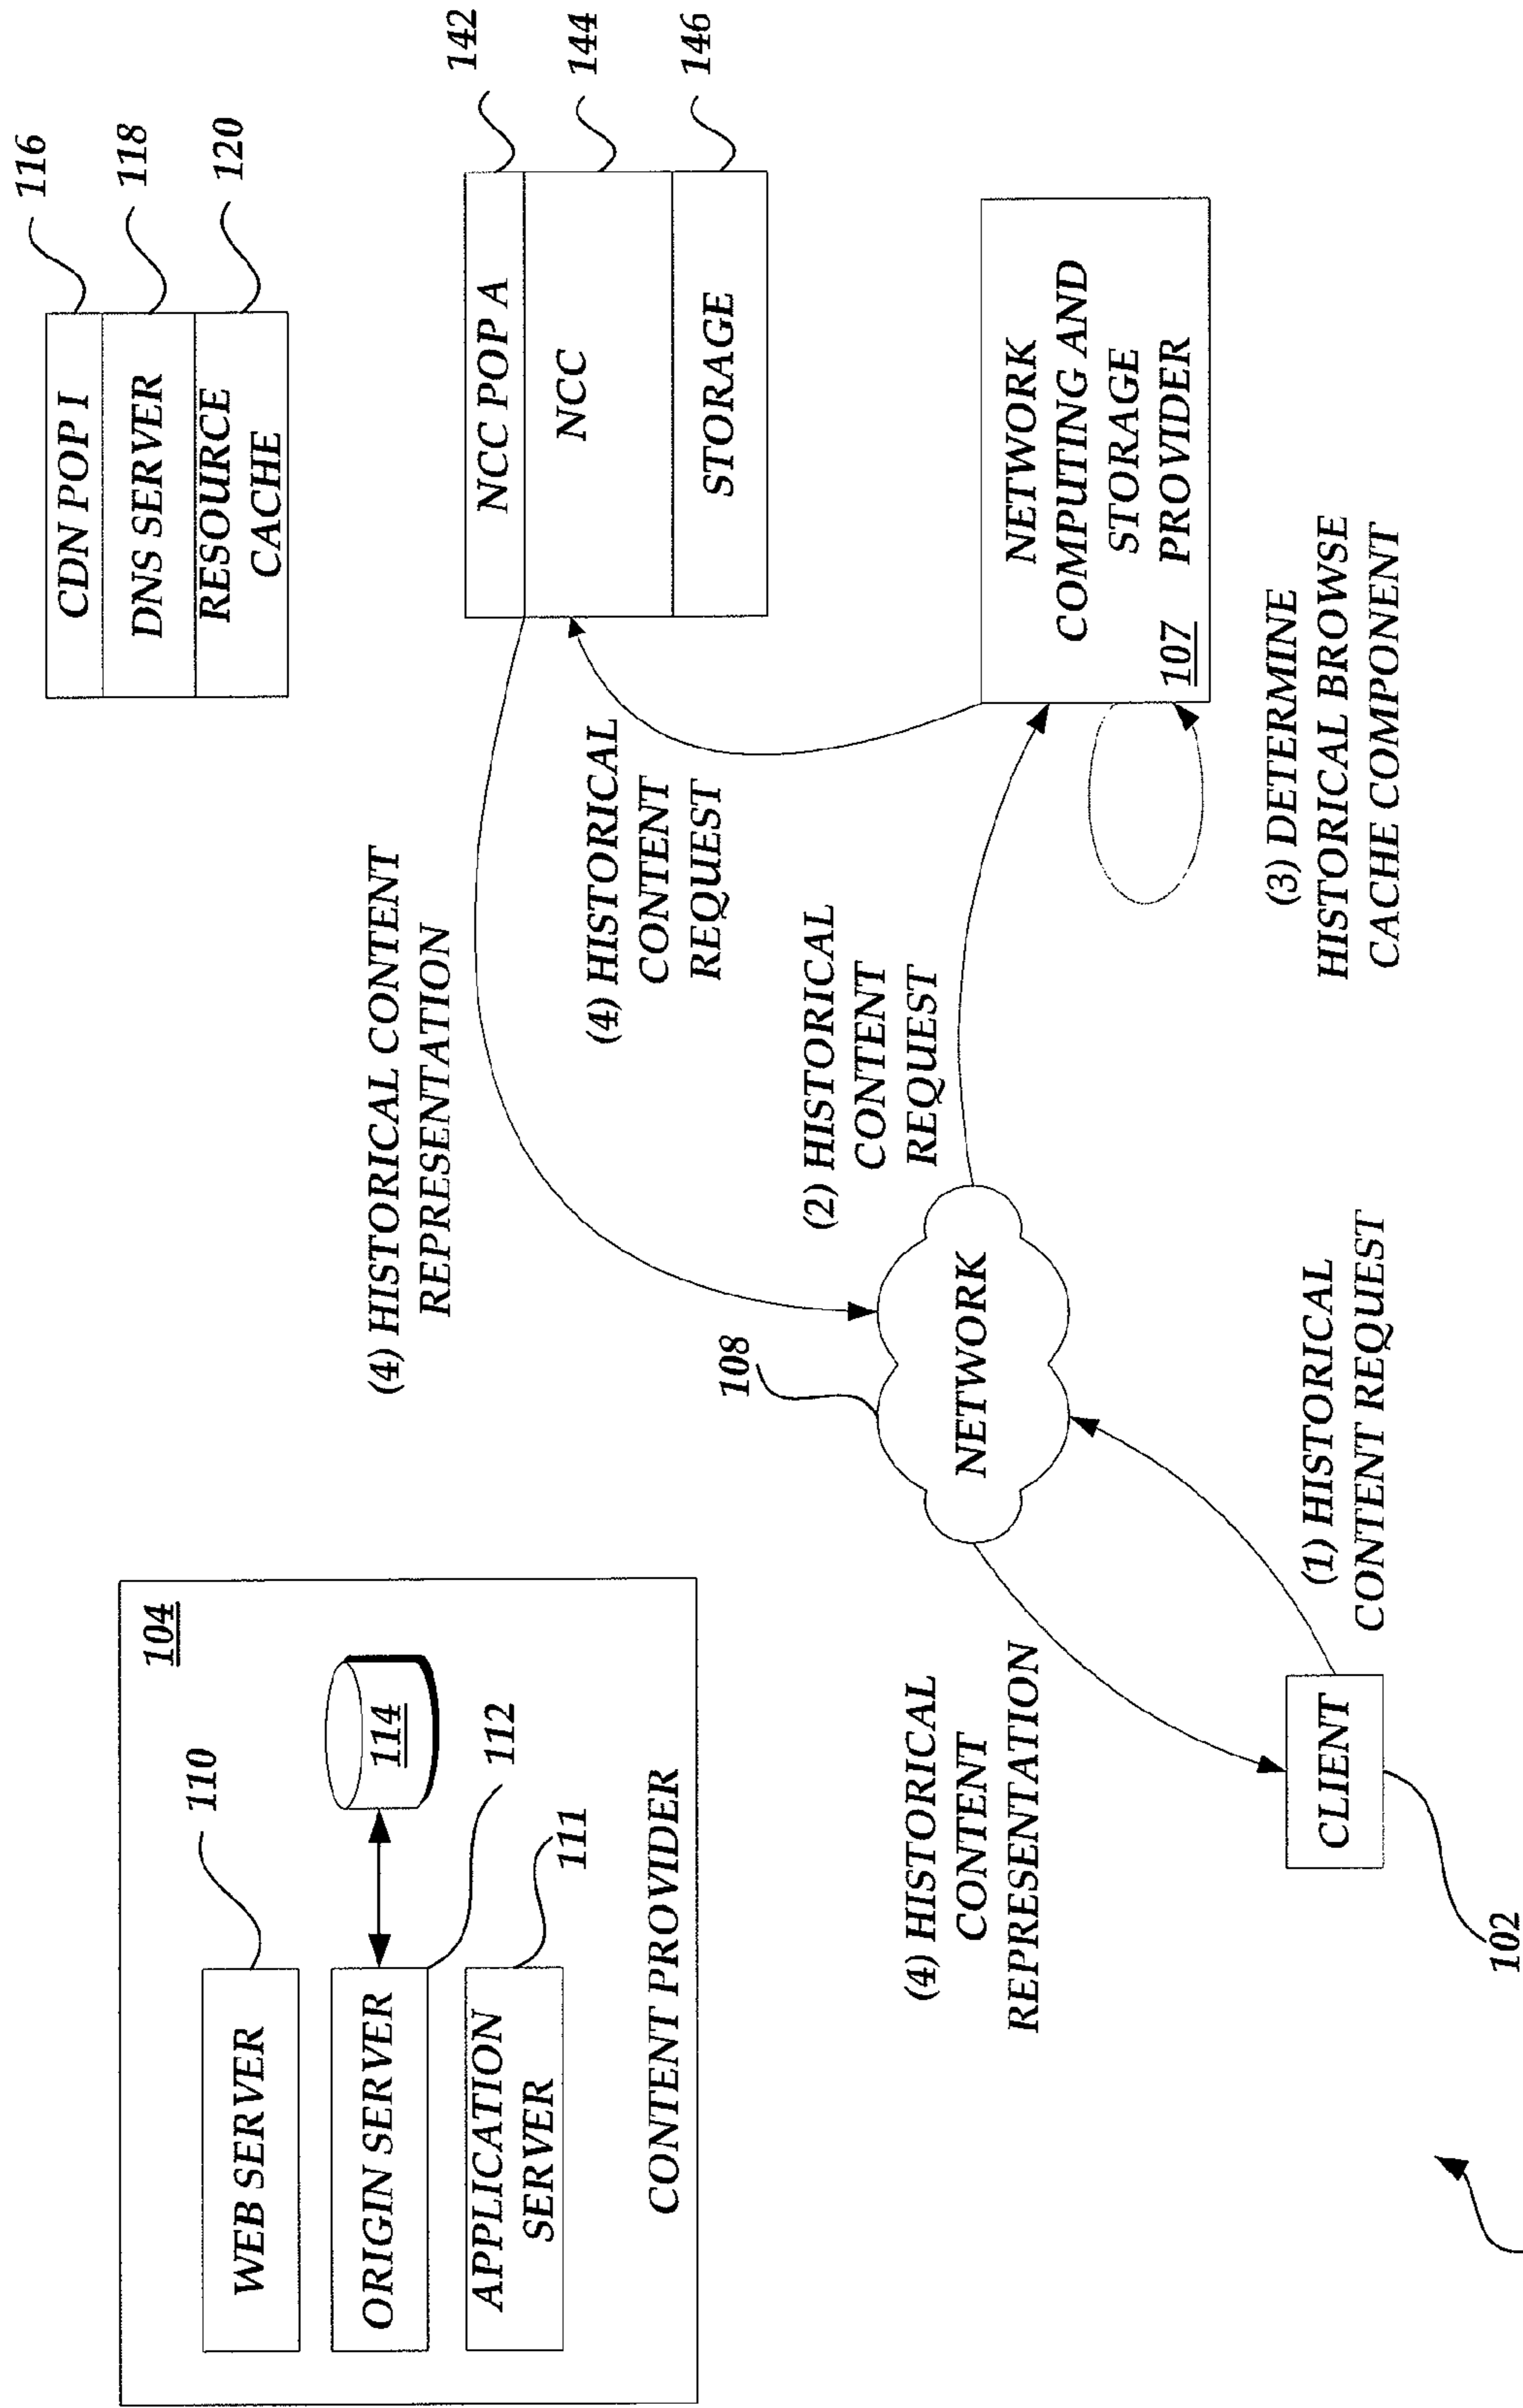 104
WEB SERVER
110
ORIGIN SERVER
114
112
APPLICATION
SERVER
111
CONTENT PROVIDER
CDN POP I
116
DNS SERVER
118
RESOURCE
CACHE
120
(4) HISTORICAL CONTENT
REPRESENTATION
NCC POP A
142
NCC
144
STORAGE
146
(4) HISTORICAL
CONTENT
REQUEST
108
NETWORK
(2) HISTORICAL
CONTENT
REQUEST
NETWORK
COMPUTING AND
STORAGE
PROVIDER
107
(4) HISTORICAL
CONTENT
REPRESENTATION
(3) DETERMINE
HISTORICAL BROWSE
CACHE COMPONENT
(1) HISTORICAL
CONTENT REQUEST
CLIENT
102